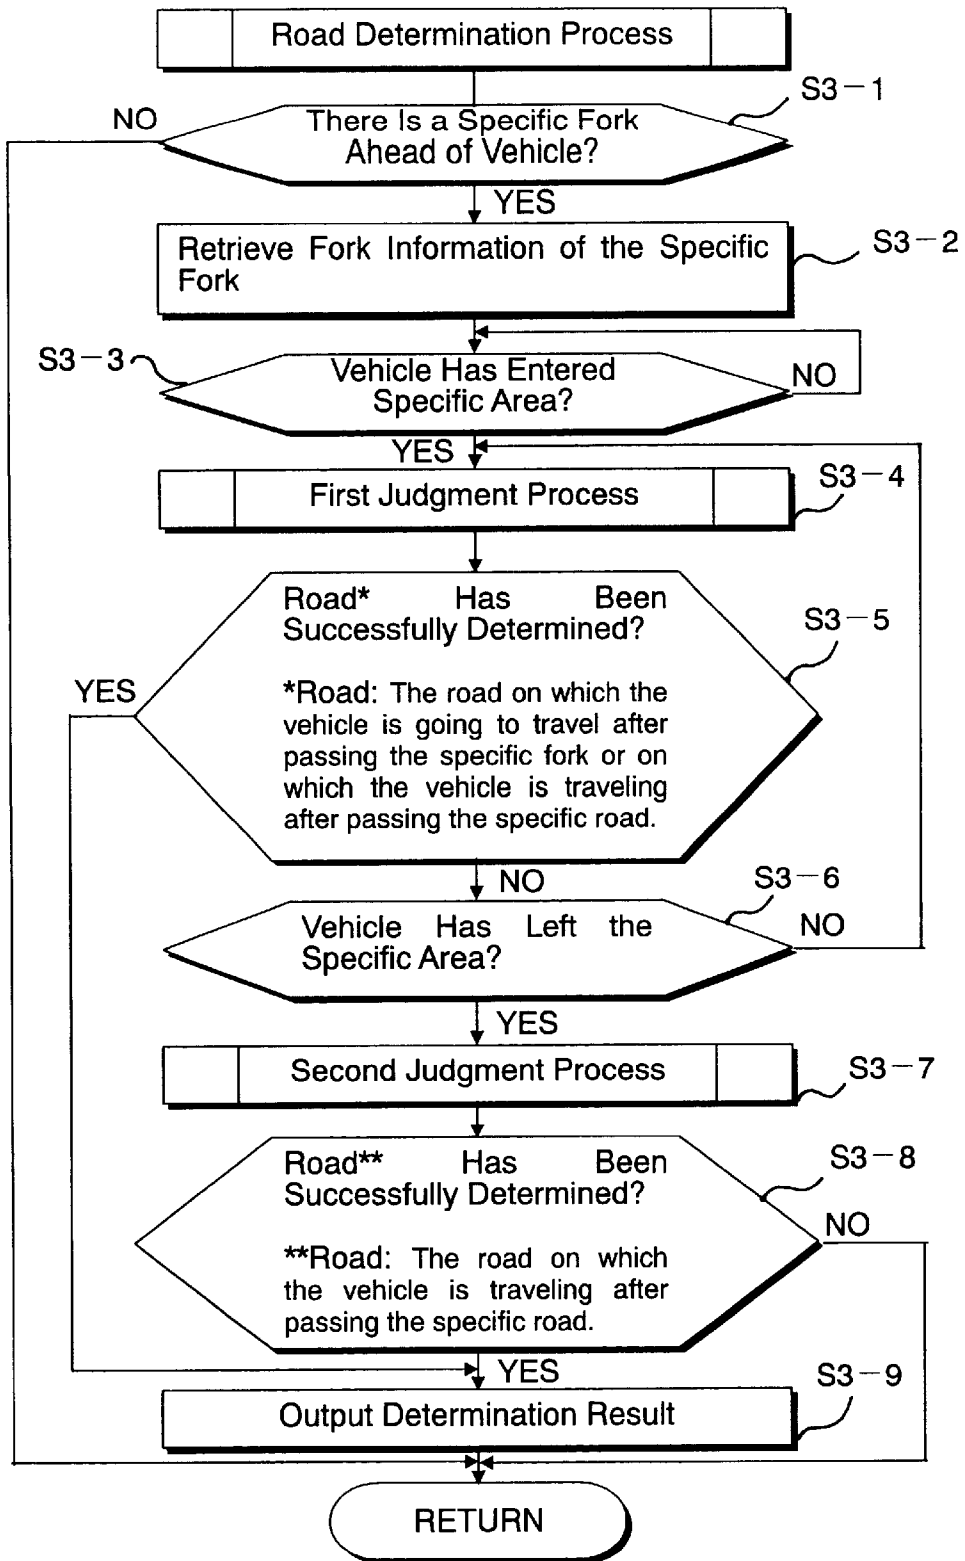 Road Determination Process
S3-1
NO
There Is a Specific Fork
Ahead of Vehicle?
YES
S3-2
Retrieve Fork Information of the Specific
Fork
S3-3
Vehicle Has Entered
Specific Area?
NO
YES
S3-4
First Judgment Process
Road* Has Been
Successfully Determined?
S3-5
YES
*Road: The road on which the
vehicle is going to travel after
passing the specific fork or on
which the vehicle is traveling
after passing the specific road.
NO
S3-6
Vehicle Has Left the
Specific Area?
NO
YES
Second Judgment Process
S3-7
Road** Has Been
Successfully Determined?
S3-8
NO
**Road: The road on which
the vehicle is traveling after
passing the specific road.
YES
S3-9
Output Determination Result
RETURN